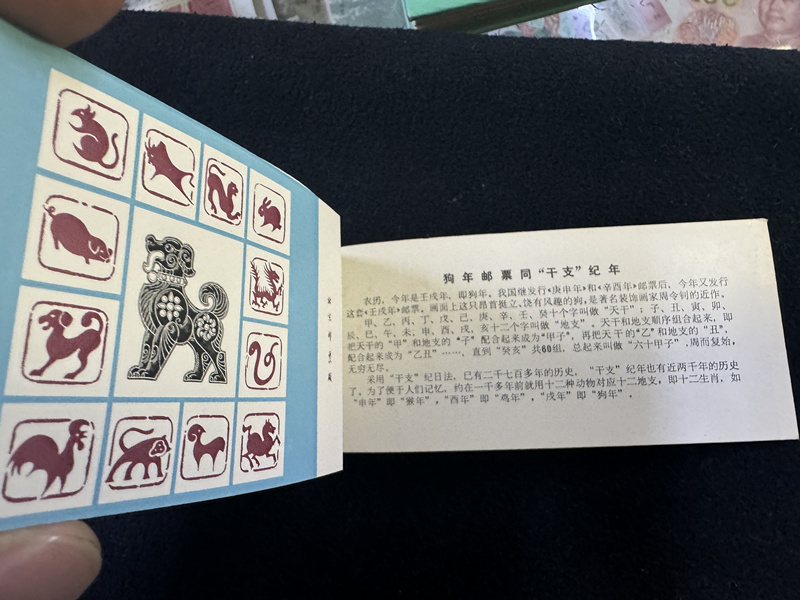 狗年邮票同“干支”纪年
农历，今年是壬戌年，即狗年。我国继发行《庚申年》和《辛酉年》邮票后，今年又发行
这套《壬戌年》邮票。画面上这只昂首挺立、饶有风趣的狗，是著名装饰画家周令钊的近作。
甲、乙、丙、丁、戊、己、庚、辛、壬、癸十个字叫做“天干”；子、丑、寅、卯、
辰、巳、午、未、申、酉、戌、亥十二个字叫做“地支”。天干和地支顺序组合起来，即
把天干的“甲”和地支的“子”配合成为“甲子”，再把天干的“乙”和地支的“丑”，
配合起来成为“乙丑”……，直到“癸亥”共60组，总起来叫做“六十甲子”，周而复始，
无穷无尽。
采用“干支”纪日法，已有二千七百多年的历史，“干支”纪年也有近两千年的历史
了，为了便于人们记忆，约在一千多年前就用十二种动物对应十二地支，即十二生肖，如
“申年”即“猴年”，“酉年”即“鸡年”，“戌年”即“狗年”。